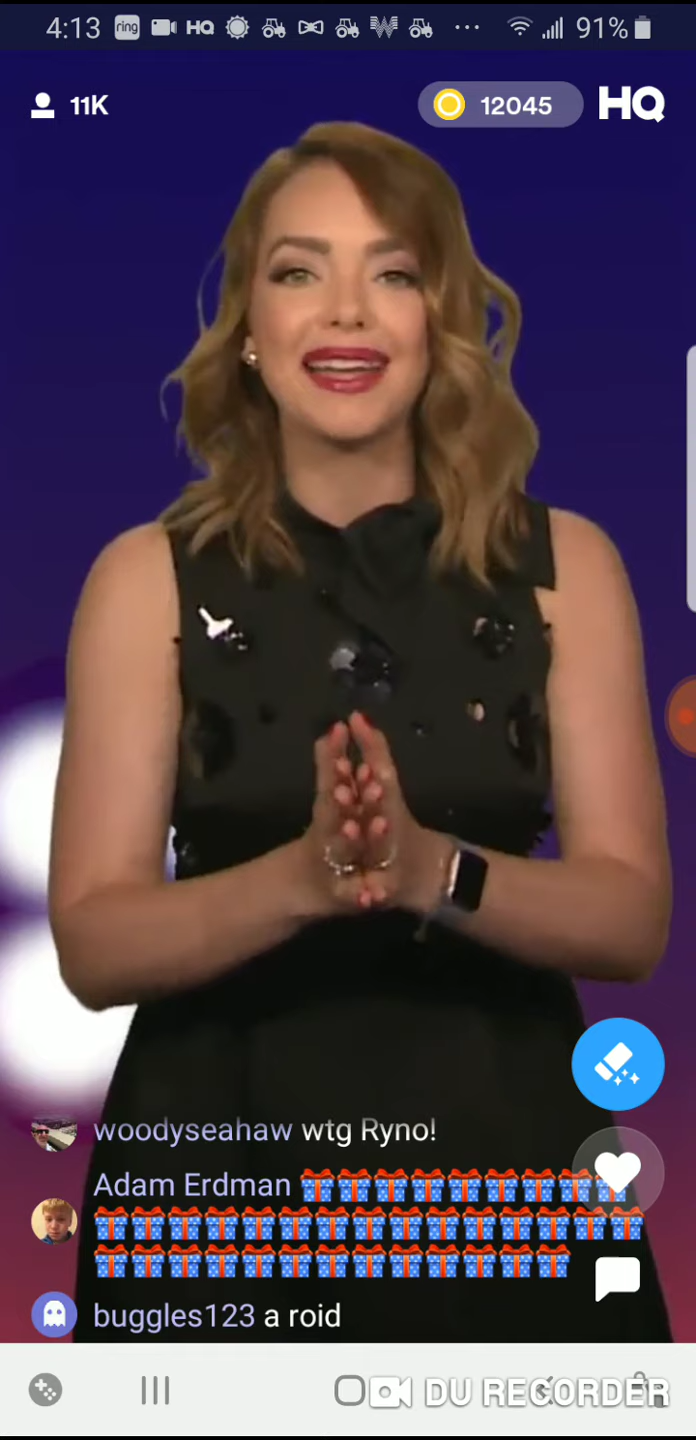 4:13 ring HQ 91%
11K 12045 HQ
woodyseahaw wtg Ryno!
Adam Erdman
buggles123 a roid
DU RECORDER